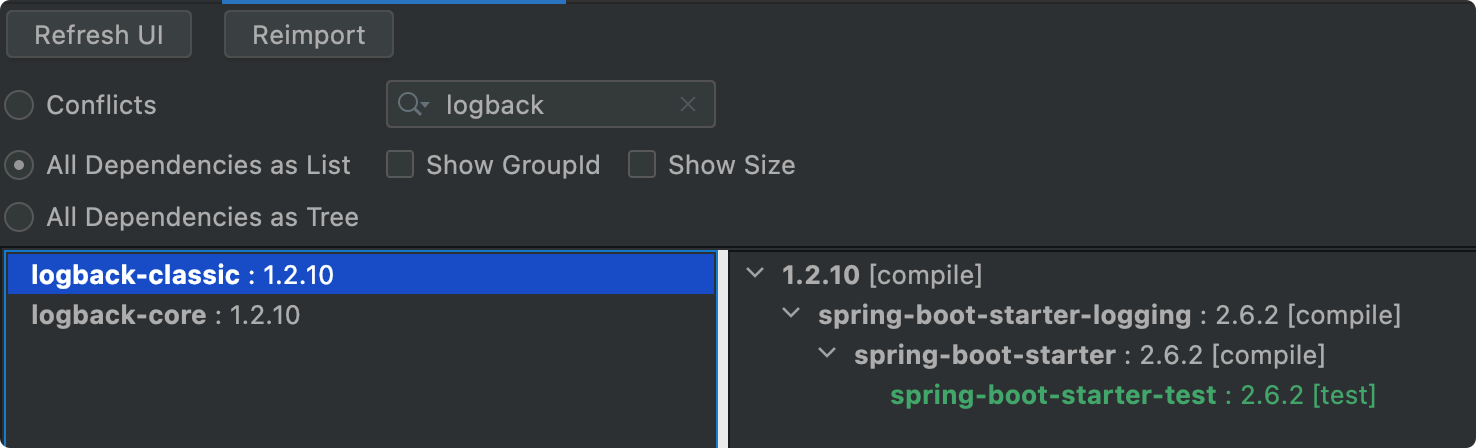 Refresh UI Reimport
Conflicts logback
All Dependencies as List Show GroupId Show Size
All Dependencies as Tree
logback-classic : 1.2.10
logback-core : 1.2.10
1.2.10 [compile]
spring-boot-starter-logging : 2.6.2 [compile]
spring-boot-starter : 2.6.2 [compile]
spring-boot-starter-test : 2.6.2 [test]